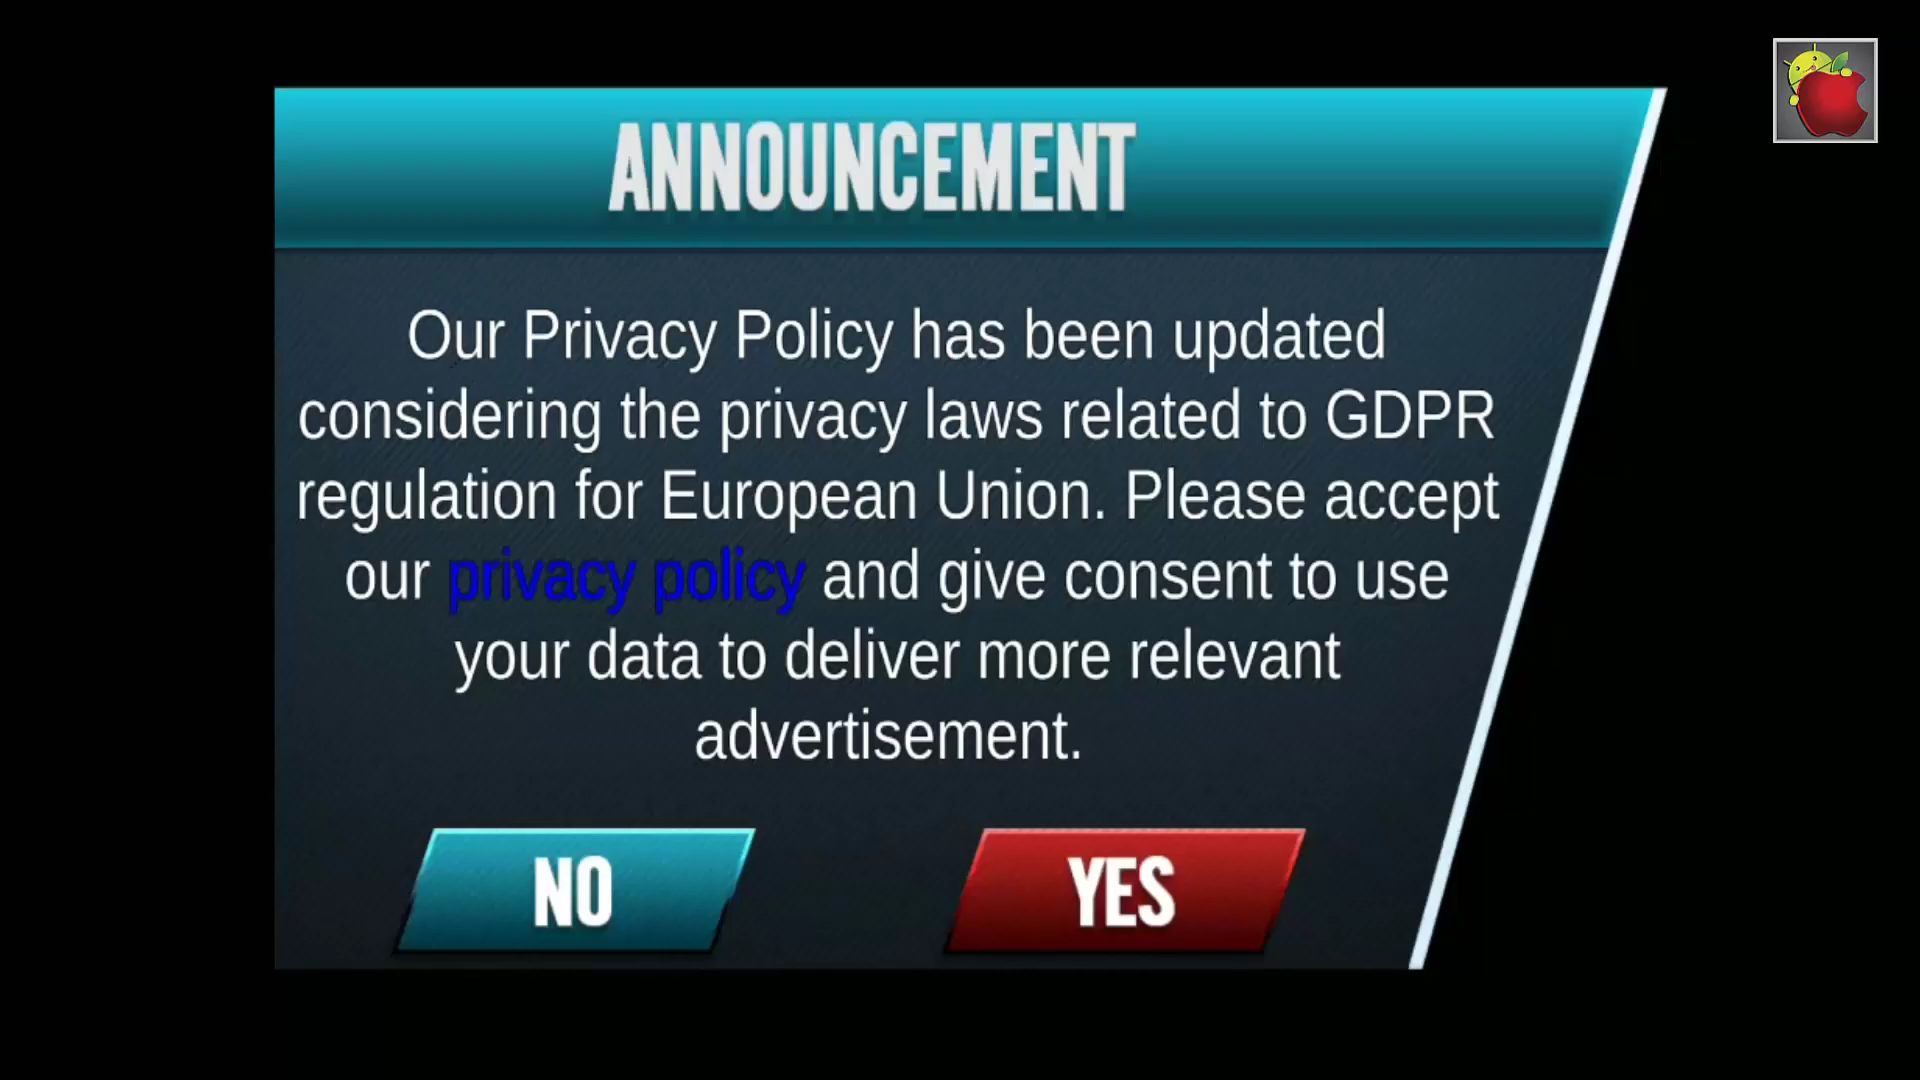 ANNOUNCEMENT
Our Privacy Policy has been updated
considering the privacy laws related to GDPR
regulation for European Union. Please accept
our privacy policy and give consent to use
your data to deliver more relevant
advertisement.
NO
YES